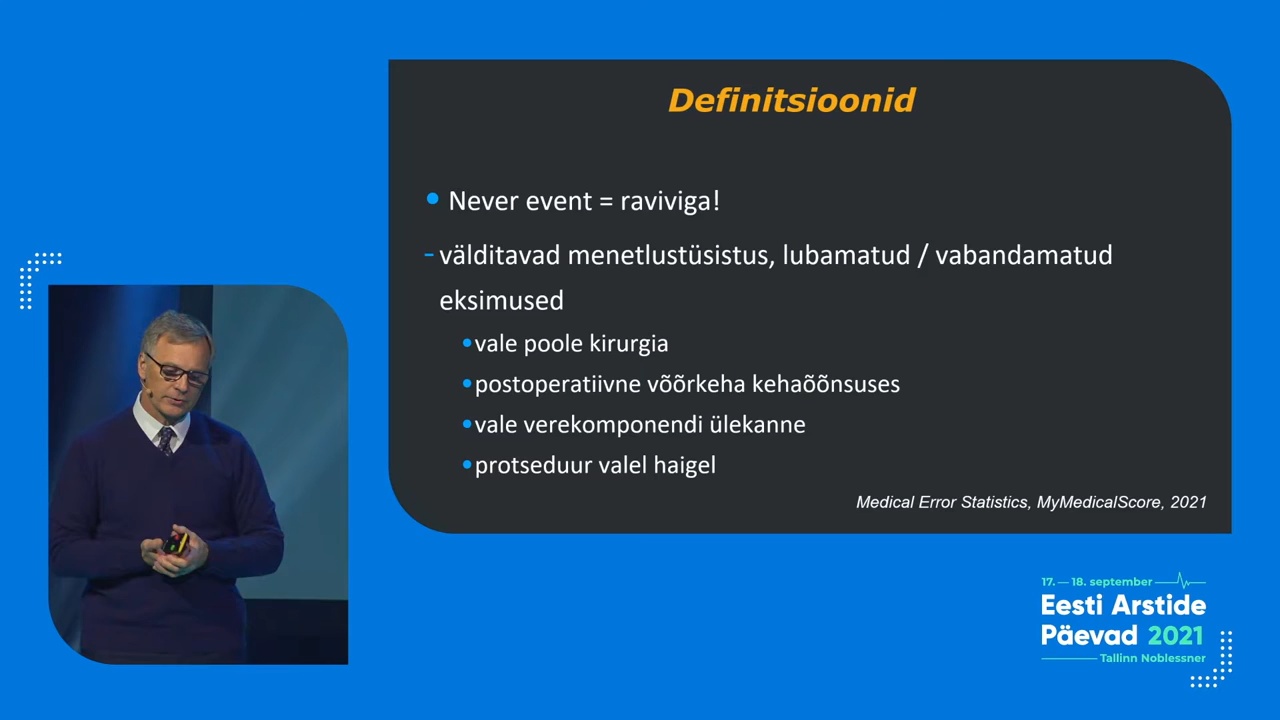 Definitsioonid
• Never event = raviviga!
- välditavad menetlustüsistus, lubamatud / vabandamatud
eksimused
• vale poole kirurgia
• postoperatiivne võõrkeha kehaõõnsuses
• vale verekomponendi ülekanne
• protseduur valel haigel
Medical Error Statistics, MyMedicalScore, 2021
17. — 18. september
Eesti Arstide
Päevad 2021
Tallinn Noblessner